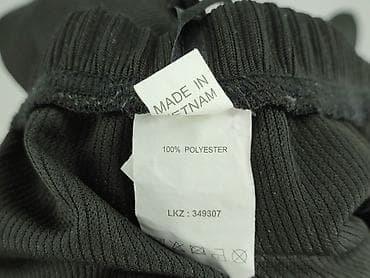 MADE IN
VIETNAM
100% POLYESTER
LKZ : 349307